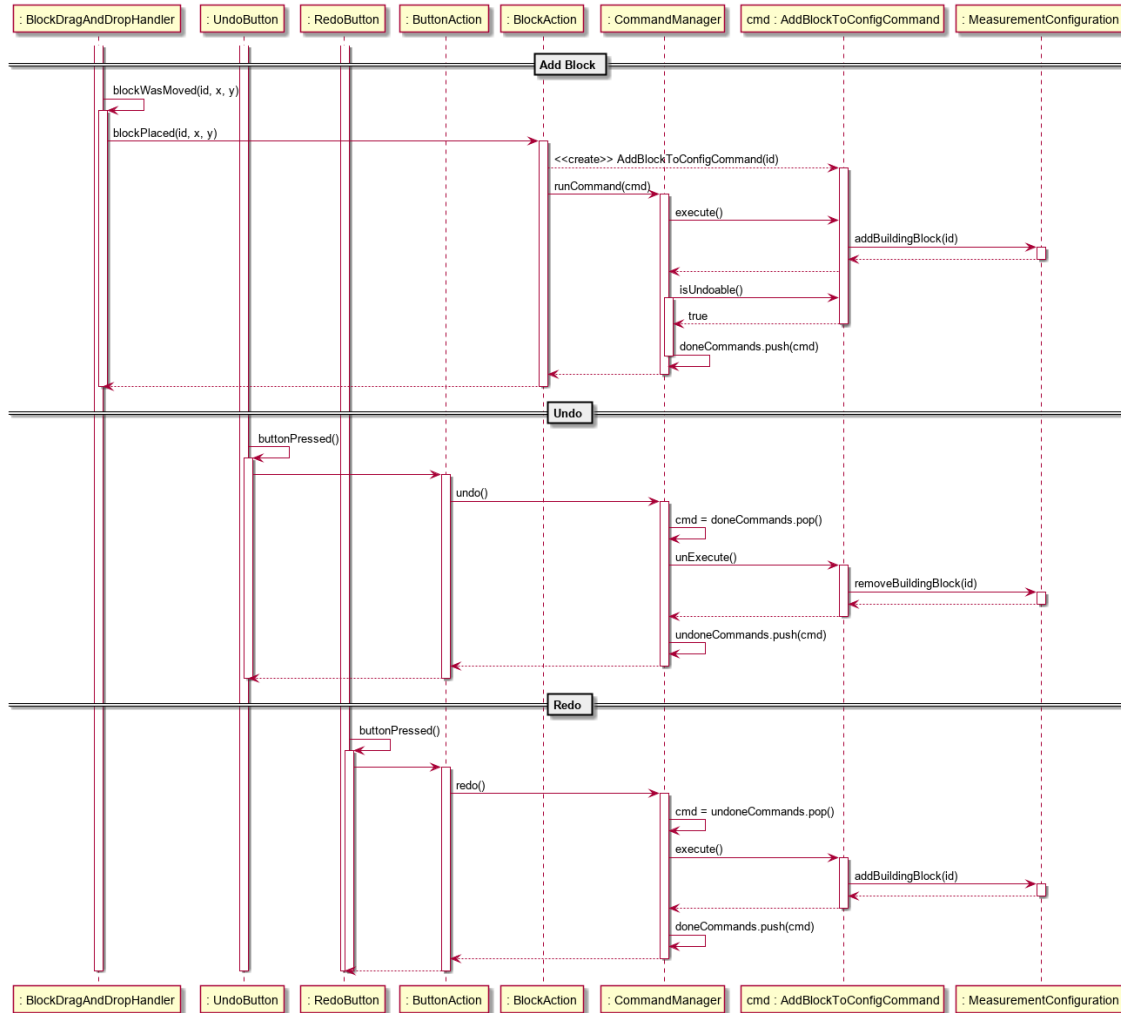 : BlockDragAndDropHandler
: UndoButton
: RedoButton
: ButtonAction
: BlockAction
: CommandManager
cmd : AddBlockToConfigCommand
: MeasurementConfiguration
Add Block
blockWasMoved(id, x, y)
blockPlaced(id, x, y)
<<create>> AddBlockToConfigCommand(id)
runCommand(cmd)
execute()
addBuildingBlock(id)
isUndoable()
true
doneCommands.push(cmd)
Undo
buttonPressed()
undo()
cmd = doneCommands.pop()
unExecute()
removeBuildingBlock(id)
undoneCommands.push(cmd)
Redo
buttonPressed()
redo()
cmd = undoneCommands.pop()
execute()
addBuildingBlock(id)
doneCommands.push(cmd)
: BlockDragAndDropHandler
: UndoButton
: RedoButton
: ButtonAction
: BlockAction
: CommandManager
cmd : AddBlockToConfigCommand
: MeasurementConfiguration